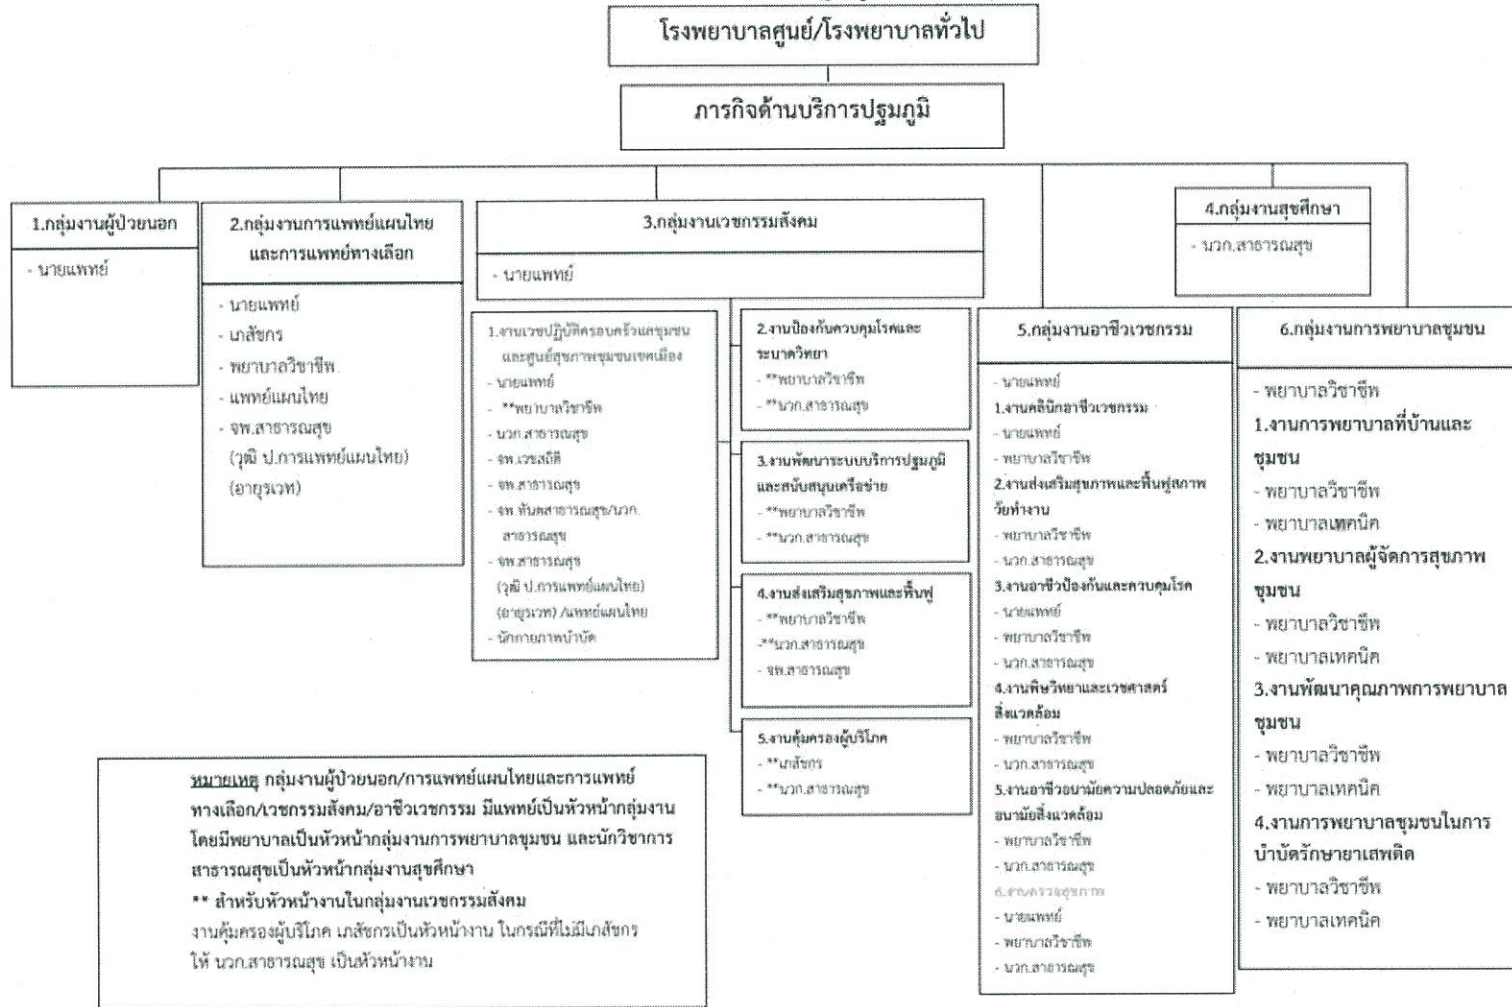 โรงพยาบาลศูนย์/โรงพยาบาลทั่วไป
ภารกิจด้านบริการปฐมภูมิ
1.กลุ่มงานผู้ป่วยนอก
- นายแพทย์
2.กลุ่มงานการแพทย์แผนไทย
และการแพทย์ทางเลือก
- นายแพทย์
- เภสัชกร
- พยาบาลวิชาชีพ
- แพทย์แผนไทย
- จพ.สาธารณสุข
(วุฒิ ป.การแพทย์แผนไทย)
(อายุรเวท)
3.กลุ่มงานเวชกรรมสังคม
- นายแพทย์
1.งานเวชปฏิบัติครอบครัวแลชุมชน
และศูนย์สุขภาพชุมชนเขตเมือง
- นายแพทย์
- **พยาบาลวิชาชีพ
- นวก.สาธารณสุข
- จพ.เวชสถิติ
- จพ.สาธารณสุข
- จพ.ทันตสาธารณสุข/นวก.
สาธารณสุข
- จพ.สาธารณสุข
(วุฒิ ป.การแพทย์แผนไทย)
(อายุรเวท) /แพทย์แผนไทย
- นักกายภาพบำบัด
2.งานป้องกันควบคุมโรคและ
ระบาดวิทยา
- **พยาบาลวิชาชีพ
- **นวก.สาธารณสุข
3.งานพัฒนาระบบบริการปฐมภูมิ
และสนับสนุนเครือข่าย
- **พยาบาลวิชาชีพ
- **นวก.สาธารณสุข
4.งานส่งเสริมสุขภาพและฟื้นฟู
- **พยาบาลวิชาชีพ
-**นวก.สาธารณสุข
- จพ.สาธารณสุข
5.งานคุ้มครองผู้บริโภค
- **เภสัชกร
- **นวก.สาธารณสุข
4.กลุ่มงานสุขศึกษา
- นวก.สาธารณสุข
5.กลุ่มงานอาชีวเวชกรรม
- นายแพทย์
1.งานคลินิกอาชีวเวชกรรม
- นายแพทย์
- พยาบาลวิชาชีพ
2.งานส่งเสริมสุขภาพและฟื้นฟูสภาพ
วัยทำงาน
- พยาบาลวิชาชีพ
- นวก.สาธารณสุข
3.งานอาชีวป้องกันและควบคุมโรค
- นายแพทย์
- พยาบาลวิชาชีพ
- นวก.สาธารณสุข
4.งานพิษวิทยาและเวชศาสตร์
สิ่งแวดล้อม
- พยาบาลวิชาชีพ
- นวก.สาธารณสุข
5.งานอาชีวอนามัยความปลอดภัยและ
อนามัยสิ่งแวดล้อม
- พยาบาลวิชาชีพ
- นวก.สาธารณสุข
6.งานตรวจสุขภาพ
- นายแพทย์
- พยาบาลวิชาชีพ
- นวก.สาธารณสุข
6.กลุ่มงานการพยาบาลชุมชน
- พยาบาลวิชาชีพ
1.งานการพยาบาลที่บ้านและ
ชุมชน
- พยาบาลวิชาชีพ
- พยาบาลเทคนิค
2.งานพยาบาลผู้จัดการสุขภาพ
ชุมชน
- พยาบาลวิชาชีพ
- พยาบาลเทคนิค
3.งานพัฒนาคุณภาพการพยาบาล
ชุมชน
- พยาบาลวิชาชีพ
- พยาบาลเทคนิค
4.งานการพยาบาลชุมชนในการ
บำบัดรักษายาเสพติด
- พยาบาลวิชาชีพ
- พยาบาลเทคนิค
หมายเหตุ กลุ่มงานผู้ป่วยนอก/การแพทย์แผนไทยและการแพทย์
ทางเลือก/เวชกรรมสังคม/อาชีวเวชกรรม มีแพทย์เป็นหัวหน้ากลุ่มงาน
โดยมีพยาบาลเป็นหัวหน้ากลุ่มงานการพยาบาลชุมชน และนักวิชาการ
สาธารณสุขเป็นหัวหน้ากลุ่มงานสุขศึกษา
** สำหรับหัวหน้างานในกลุ่มงานเวชกรรมสังคม
งานคุ้มครองผู้บริโภค เภสัชกรเป็นหัวหน้างาน ในกรณีที่ไม่มีเภสัชกร
ให้ นวก.สาธารณสุข เป็นหัวหน้างาน